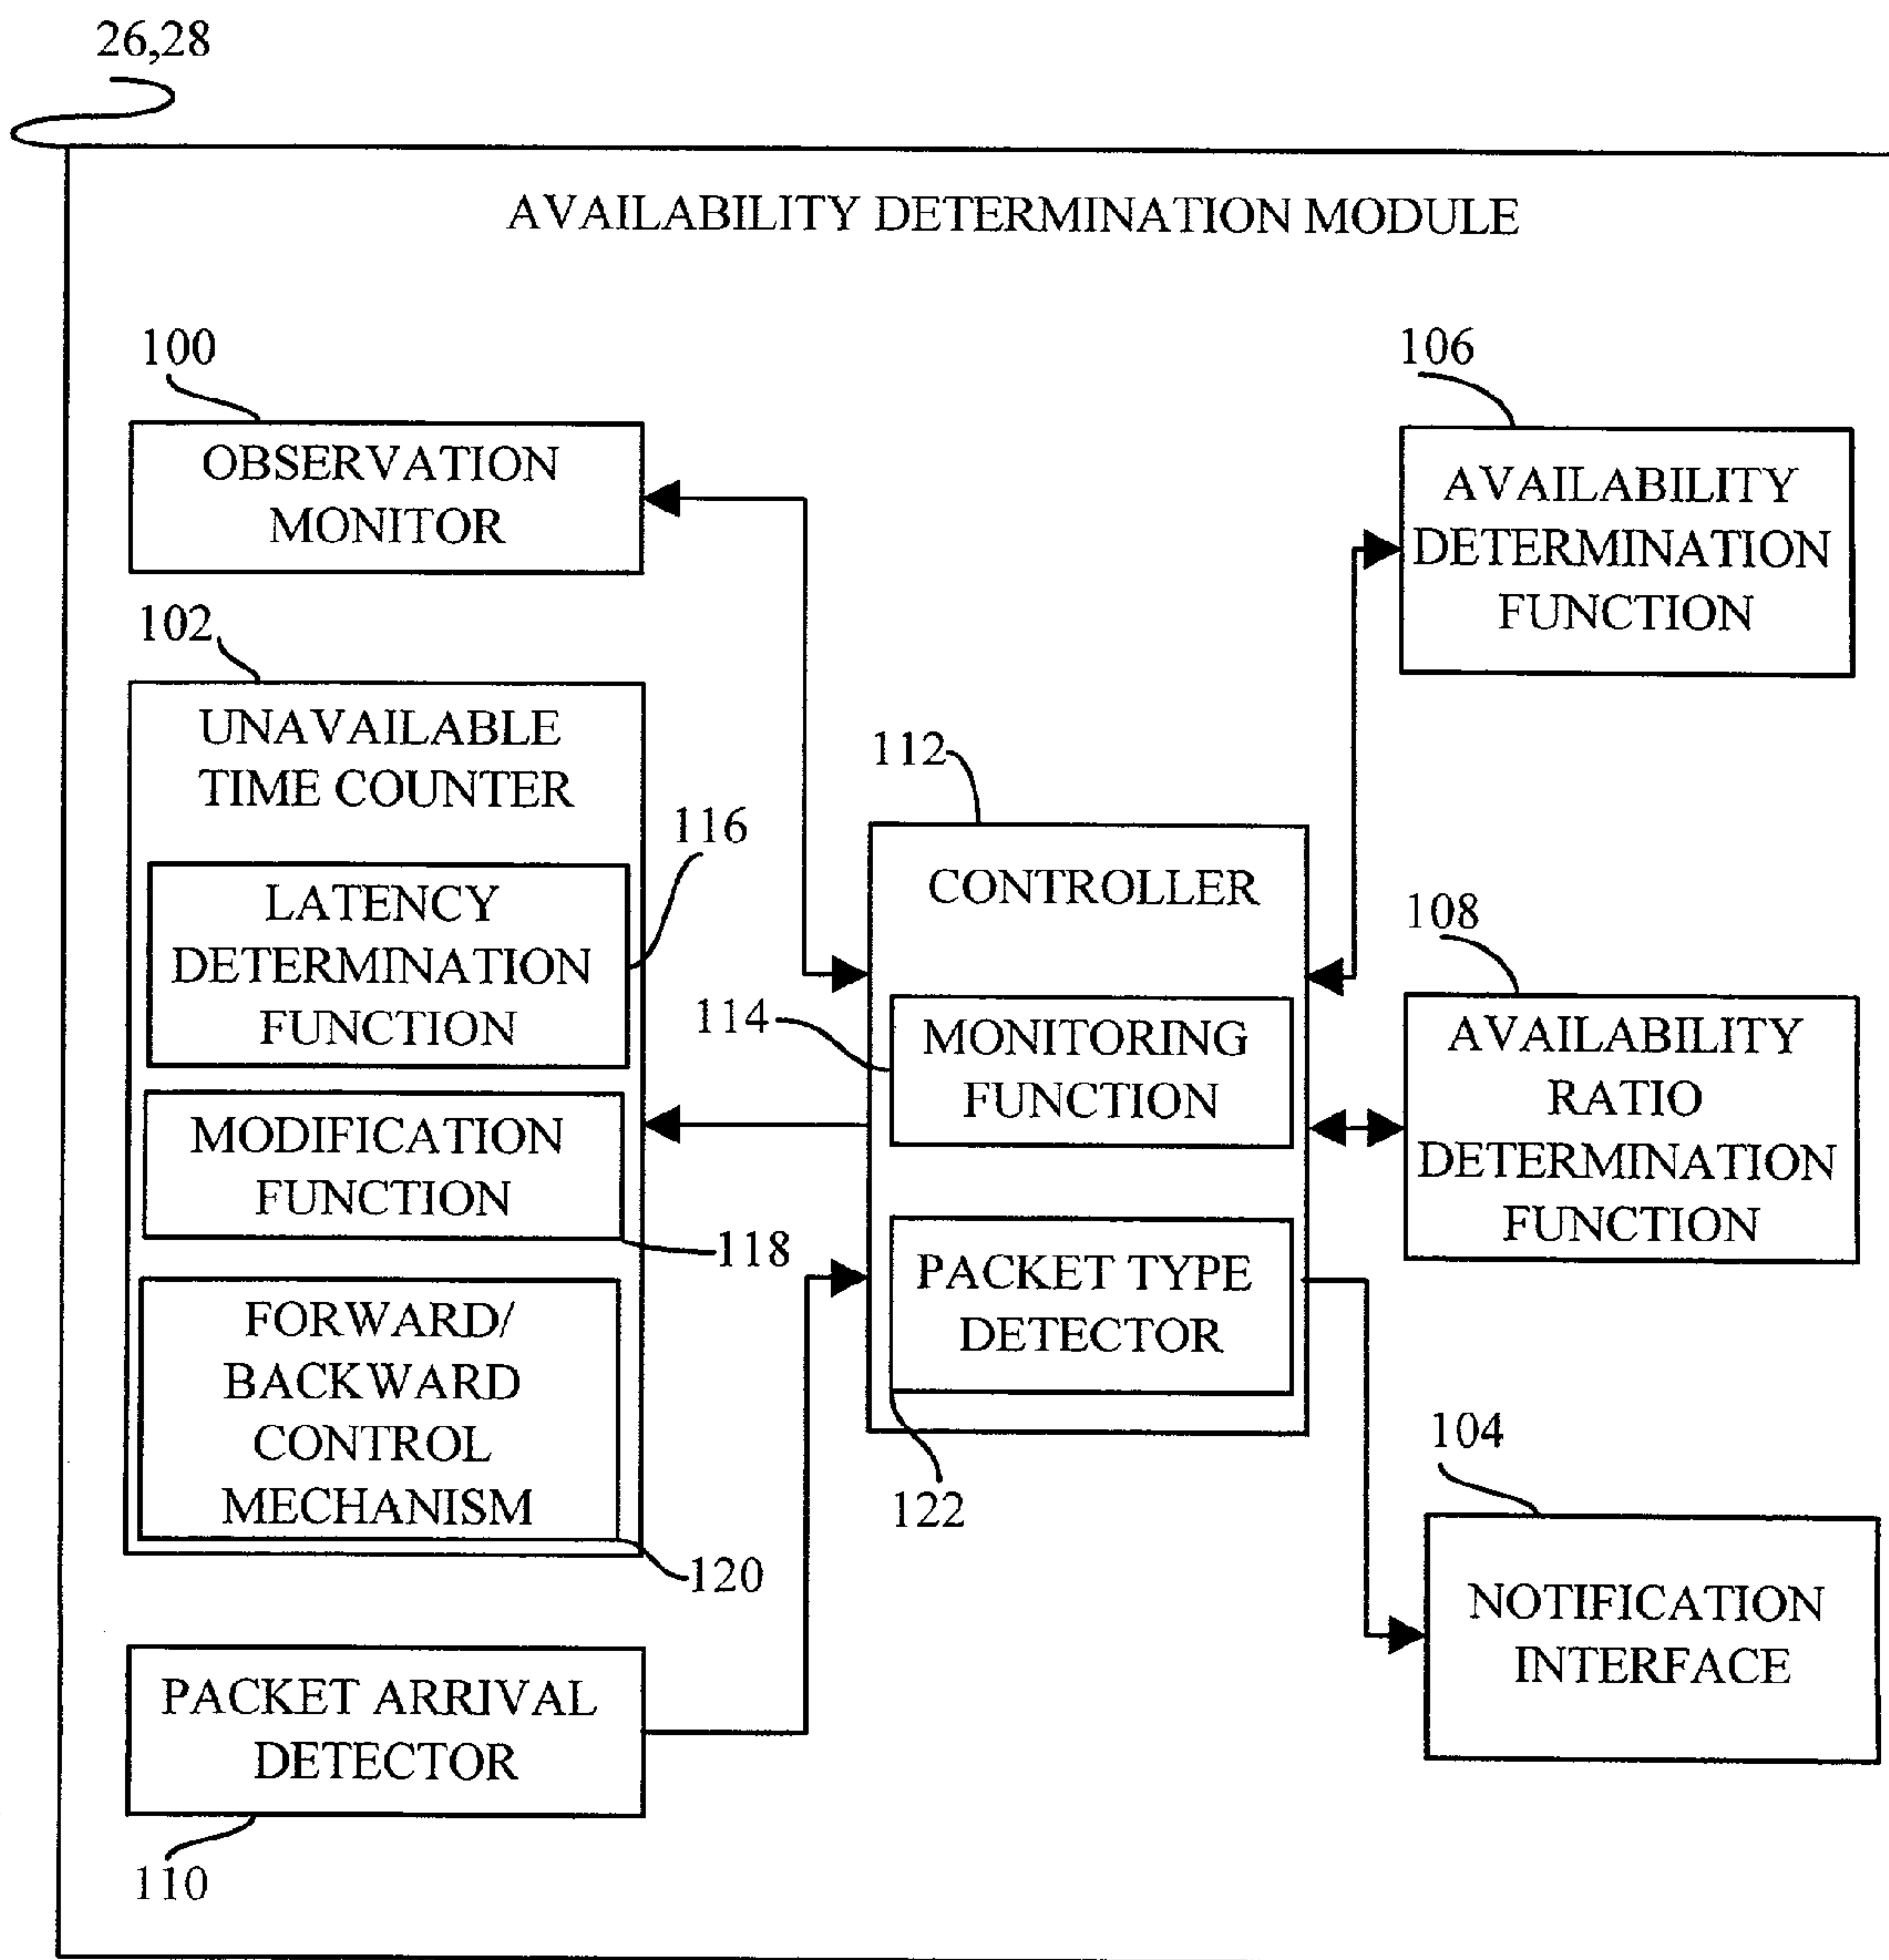 26,28
AVAILABILITY DETERMINATION MODULE
100
OBSERVATION
MONITOR
102
UNAVAILABLE
TIME COUNTER
116
LATENCY
DETERMINATION
FUNCTION
MODIFICATION
FUNCTION
118
FORWARD/
BACKWARD
CONTROL
MECHANISM
120
PACKET ARRIVAL
DETECTOR
110
112
CONTROLLER
114
MONITORING
FUNCTION
PACKET TYPE
DETECTOR
122
106
AVAILABILITY
DETERMINATION
FUNCTION
108
AVAILABILITY
RATIO
DETERMINATION
FUNCTION
104
NOTIFICATION
INTERFACE